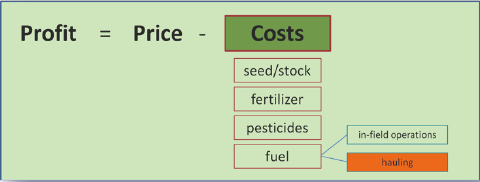 Profit = Price - Costs
seed/stock
fertilizer
pesticides
fuel
in-field operations
hauling